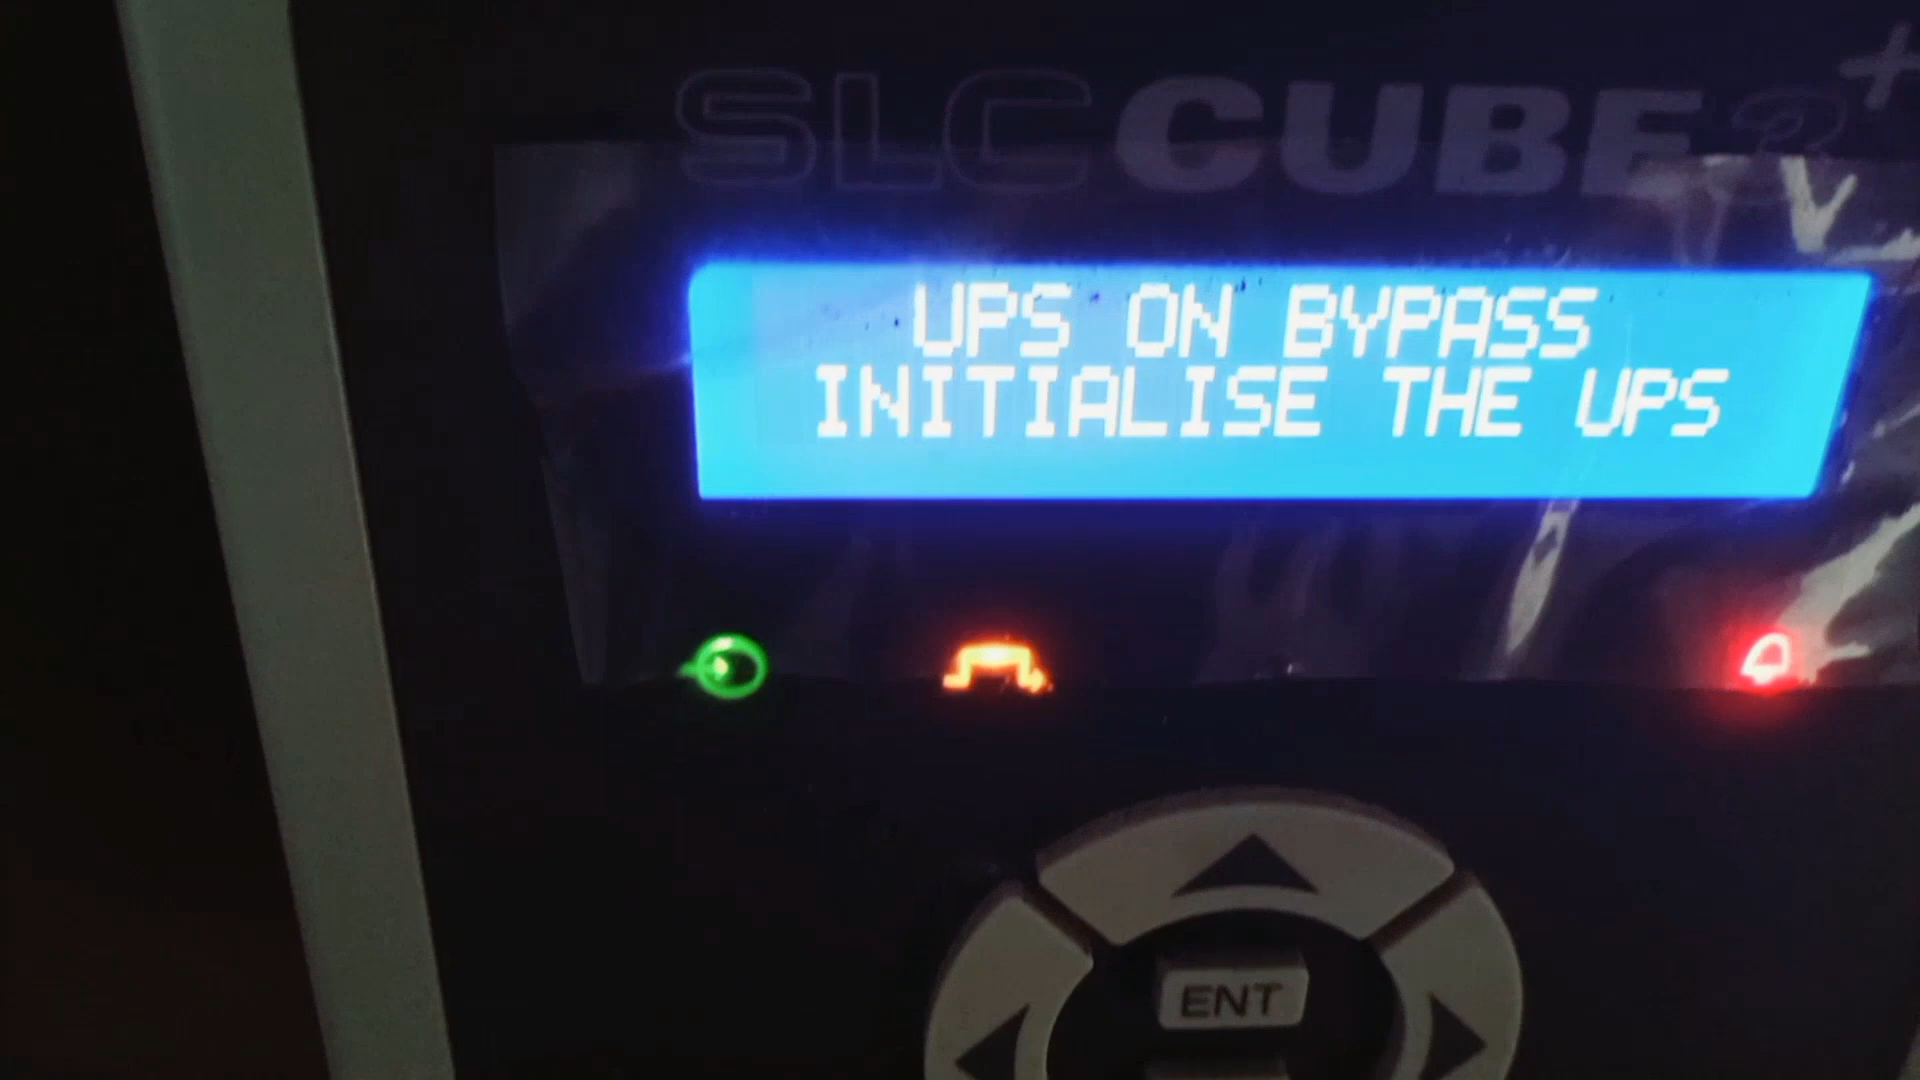 SLC CUBE3+
UPS ON BYPASS
INITIALISE THE UPS
ENT